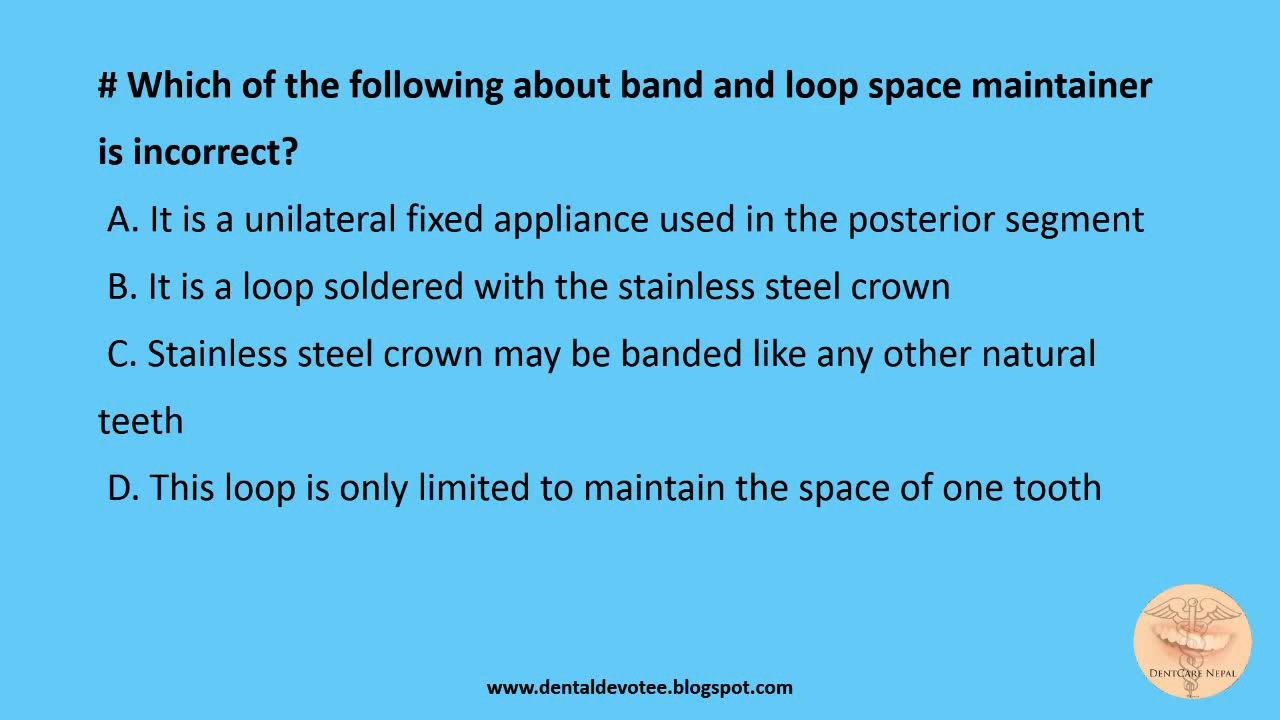 # Which of the following about band and loop space maintainer
is incorrect?
A. It is a unilateral fixed appliance used in the posterior segment
B. It is a loop soldered with the stainless steel crown
C. Stainless steel crown may be banded like any other natural
teeth
D. This loop is only limited to maintain the space of one tooth
DENTCARE NEPAL
www.dentaldevotee.blogspot.com